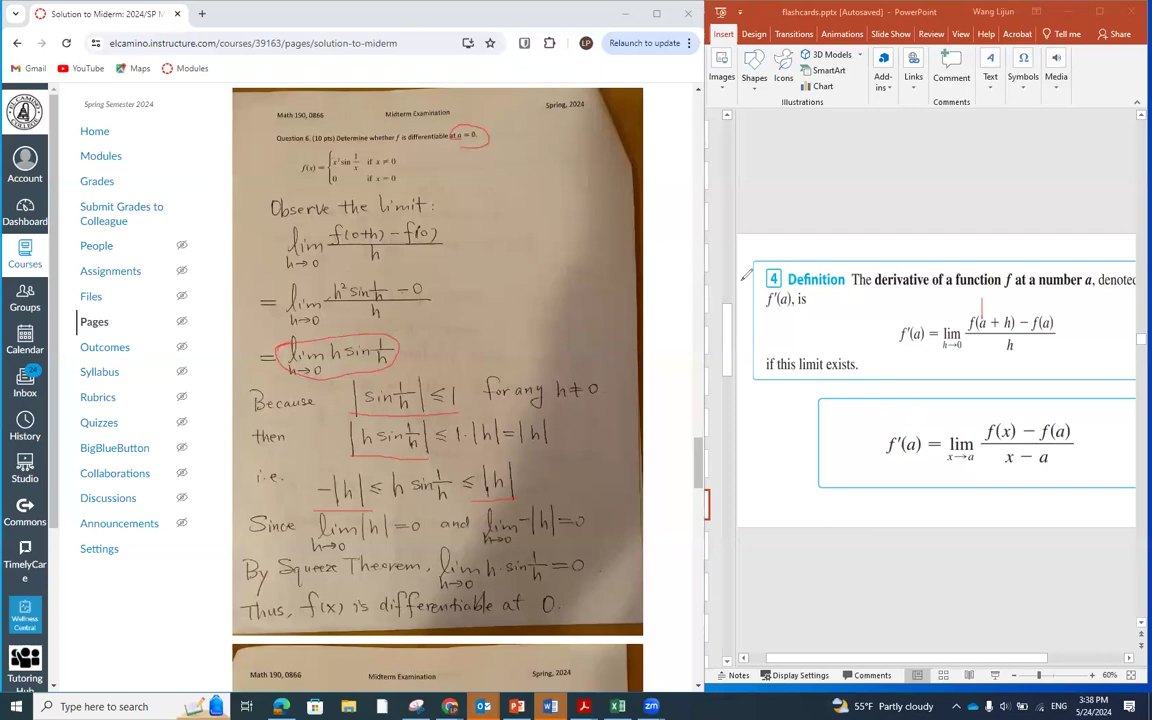 Solution to Miderm: 2024/SP M
elcamino.instructure.com/courses/39163/pages/solution-to-miderm
LP
Relaunch to update
Gmail
YouTube
Maps
Modules
EL CAMINO
Account
Dashboard
Courses
Groups
Calendar
24
Inbox
History
Studio
Commons
TimelyCar
e
Wellness
Central
Tutoring
Hub
Spring Semester 2024
Home
Modules
Grades
Submit Grades to
Colleague
People
Assignments
Files
Pages
Outcomes
Syllabus
Rubrics
Quizzes
BigBlueButton
Collaborations
Discussions
Announcements
Settings
Math 190, 0866 Midterm Examination Spring, 2024
Question 6. (10 pts) Determine whether f is differentiable at a = 0.
f(x) = { x² sin 1/x if x ≠ 0
0 if x = 0
Observe the limit:
lim h→0 (f(0+h) - f(0))/h
= lim h→0 (h² sin 1/h - 0)/h
= lim h→0 h sin 1/h
Because |sin 1/h| ≤ 1 for any h ≠ 0
then |h sin 1/h| ≤ 1·|h| = |h|
i.e. -|h| ≤ h sin 1/h ≤ |h|
Since lim h→0 |h| = 0 and lim h→0 -|h| = 0
By Squeeze Theorem, lim h→0 h·sin 1/h = 0
Thus, f(x) is differentiable at 0.
Math 190, 0866 Midterm Examination Spring, 2024
flashcards.pptx [Autosaved] - PowerPoint Wang Lijun
Insert Design Transitions Animations Slide Show Review View Help Acrobat Tell me Share
Images
Shapes
Icons
3D Models
SmartArt
Chart
Add-
ins
Links
Comment
Text
Symbols
Media
Illustrations
Comments
4 Definition The derivative of a function f at a number a, denoted
f'(a), is
f'(a) = lim h→0 (f(a + h) - f(a))/h
if this limit exists.
f'(a) = lim x→a (f(x) - f(a))/(x - a)
Notes Display Settings Comments 60%
Type here to search
55°F Partly cloudy
ENG
3:38 PM
5/24/2024